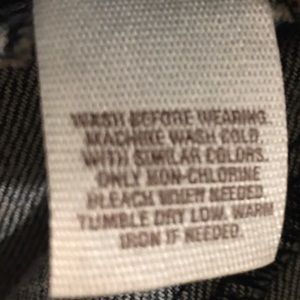 WASH BEFORE WEARING.
MACHINE WASH COLD,
WITH SIMILAR COLORS.
ONLY NON-CHLORINE
BLEACH WHEN NEEDED.
TUMBLE DRY LOW. WARM
IRON IF NEEDED.